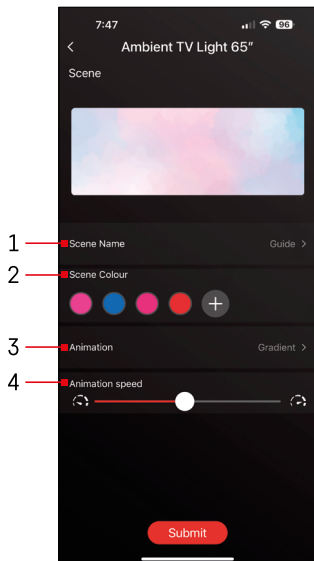 7:47
96
Ambient TV Light 65"
Scene
1
Scene Name
Guide
2
Scene Colour
3
Animation
Gradient
4
Animation speed
Submit